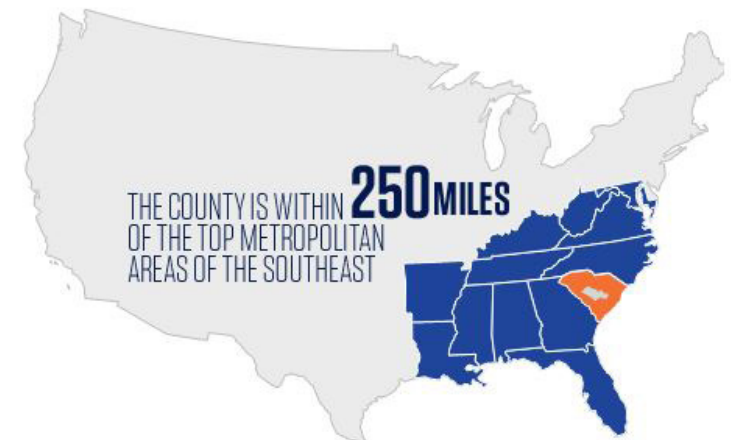 THE COUNTY IS WITHIN 250 MILES
OF THE TOP METROPOLITAN
AREAS OF THE SOUTHEAST